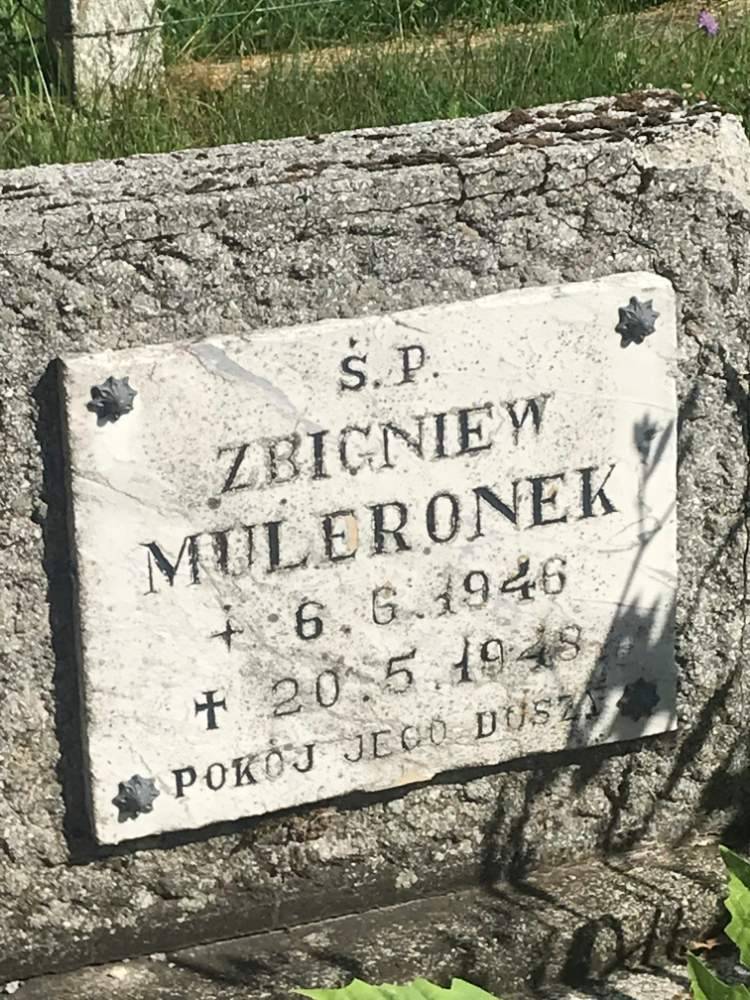 Ś. P.
ZBIGNIEW
MULERONEK
+ 6. 6. 1946
✝ 20. 5. 1948
POKÓJ JEGO DUSZY